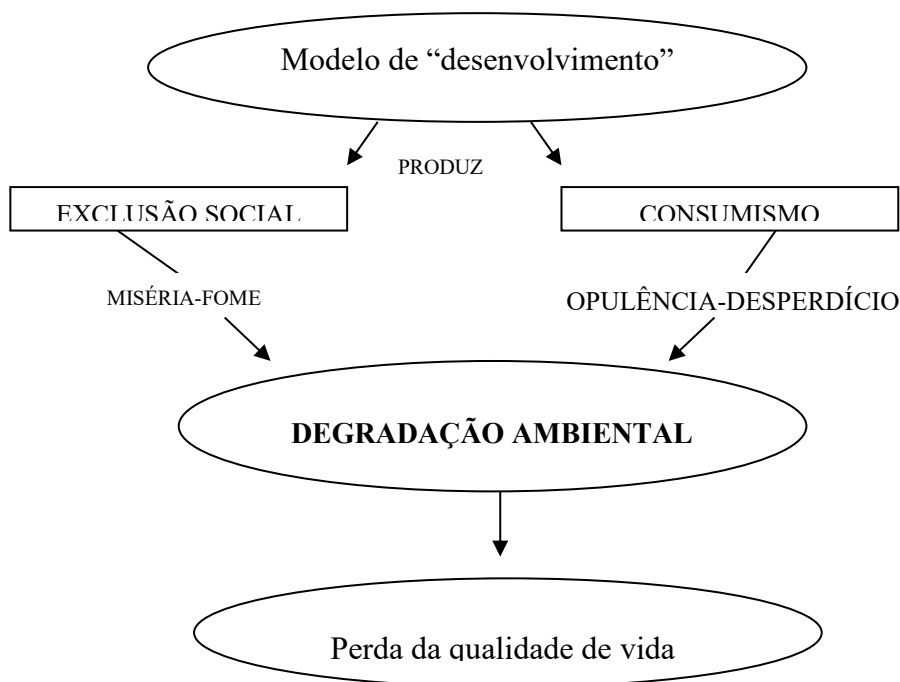 Modelo de “desenvolvimento”
PRODUZ
EXCLUSÃO SOCIAL
CONSUMISMO
MISÉRIA-FOME
OPULÊNCIA-DESPERDÍCIO
DEGRADAÇÃO AMBIENTAL
Perda da qualidade de vida